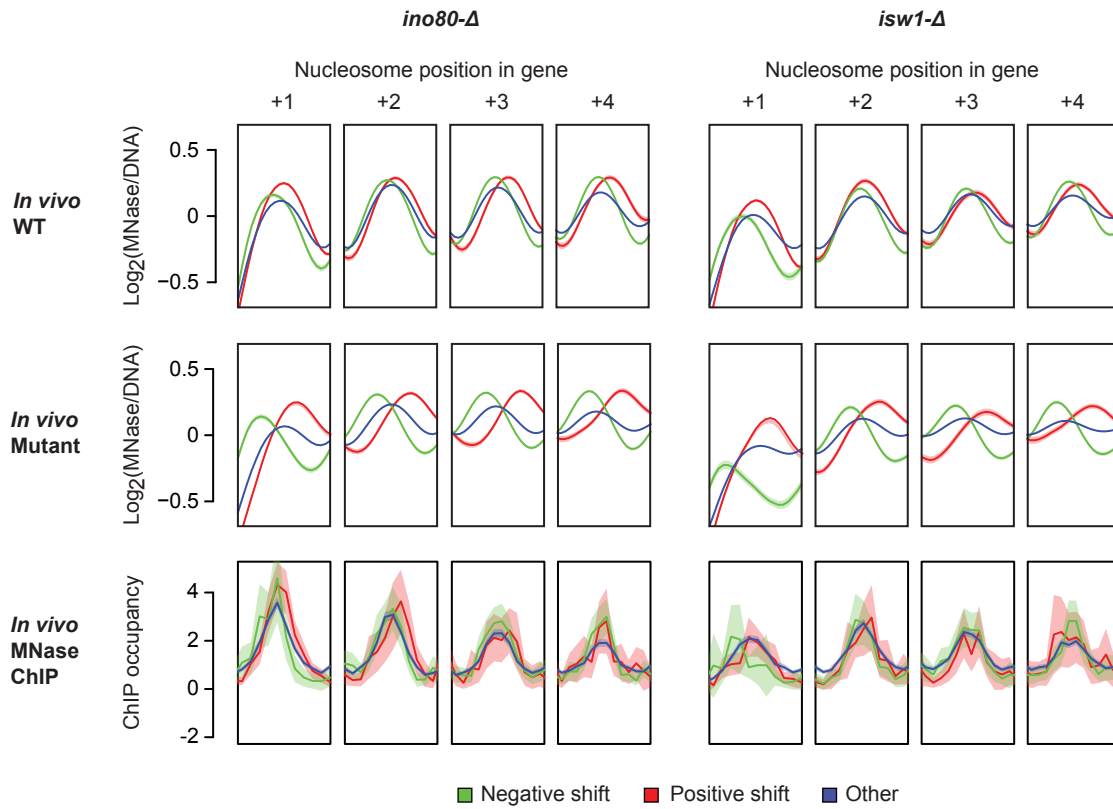 ino80-Δ isw1-Δ
Nucleosome position in gene Nucleosome position in gene
+1 +2 +3 +4 +1 +2 +3 +4
In vivo
WT
Log2(MNase/DNA)
0.5
0
−0.5
In vivo
Mutant
Log2(MNase/DNA)
0.5
0
−0.5
In vivo
MNase
ChIP
ChIP occupancy
4
2
0
-2
Negative shift Positive shift Other